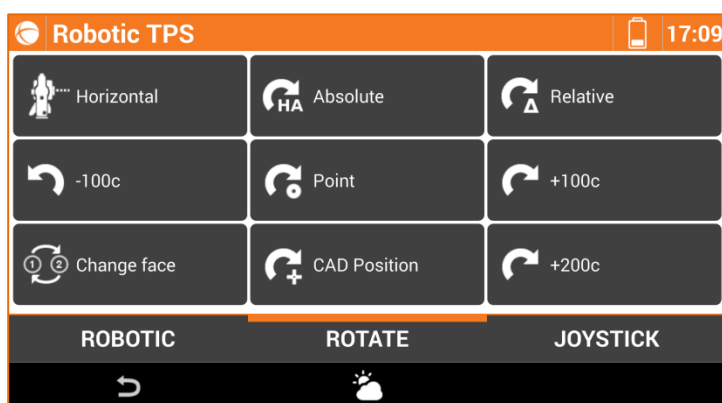 Robotic TPS 17:09
Horizontal
HA Absolute
Δ Relative
-100c
Point
+100c
1 2 Change face
CAD Position
+200c
ROBOTIC ROTATE JOYSTICK